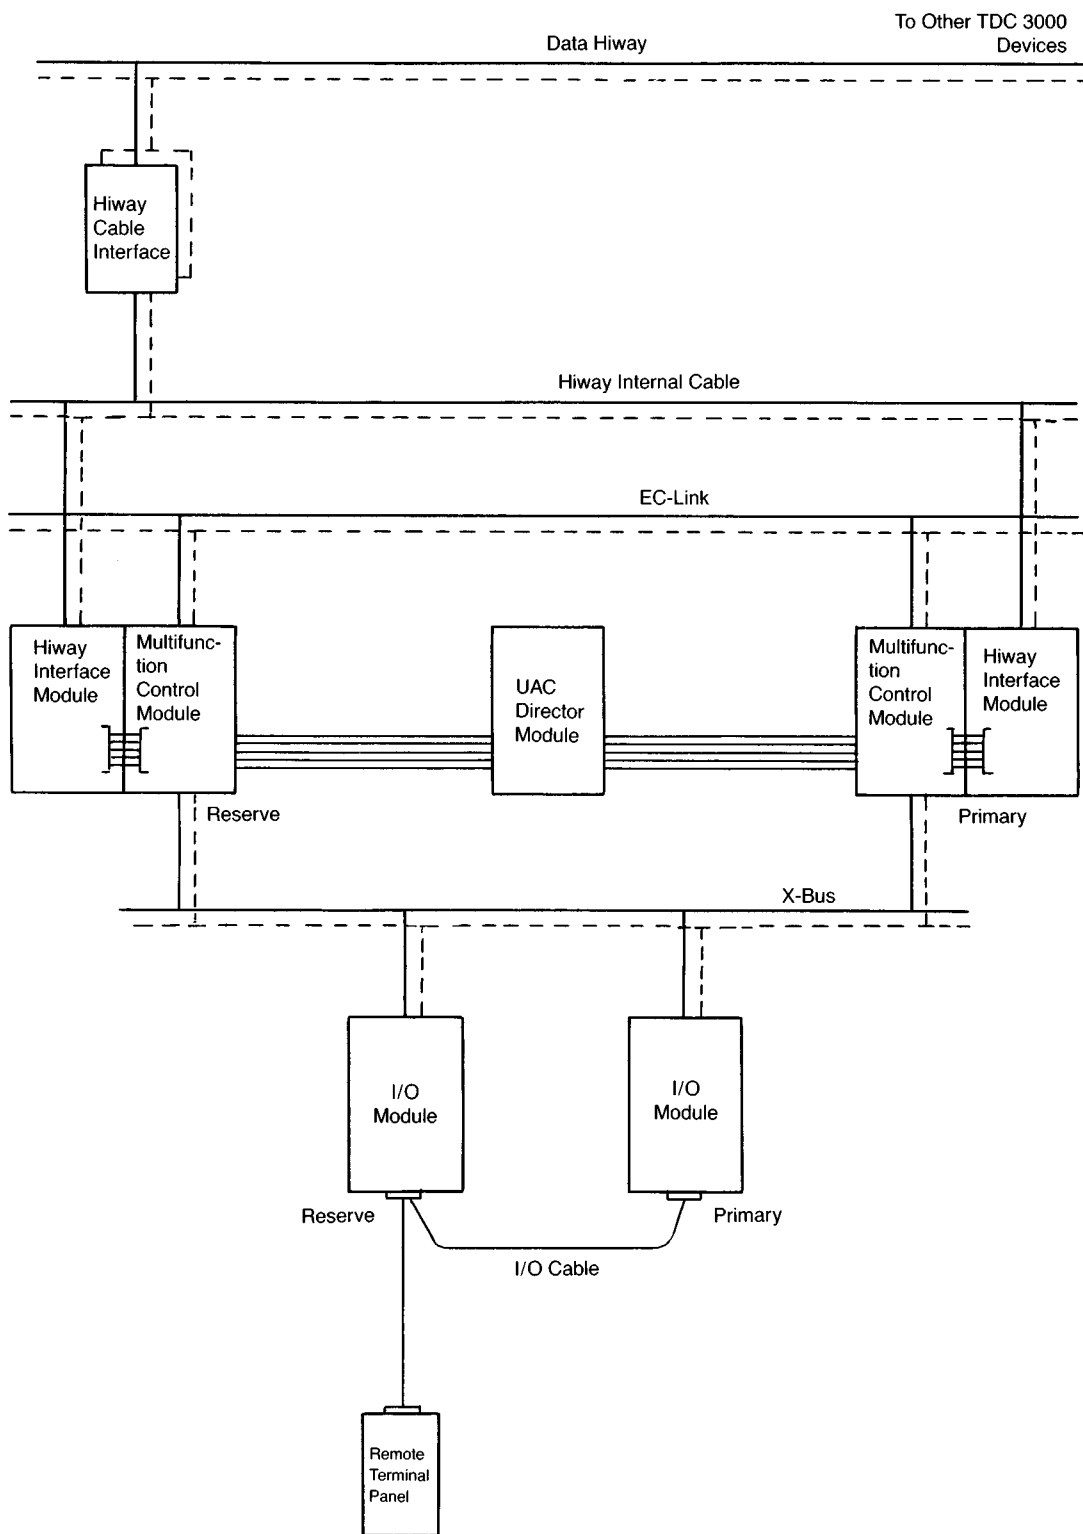 To Other TDC 3000
Devices
Data Hiway
Hiway
Cable
Interface
Hiway Internal Cable
EC-Link
Hiway
Interface
Module
Multifunc-
tion
Control
Module
UAC
Director
Module
Multifunc-
tion
Control
Module
Hiway
Interface
Module
Reserve
Primary
X-Bus
I/O
Module
I/O
Module
Reserve
Primary
I/O Cable
Remote
Terminal
Panel